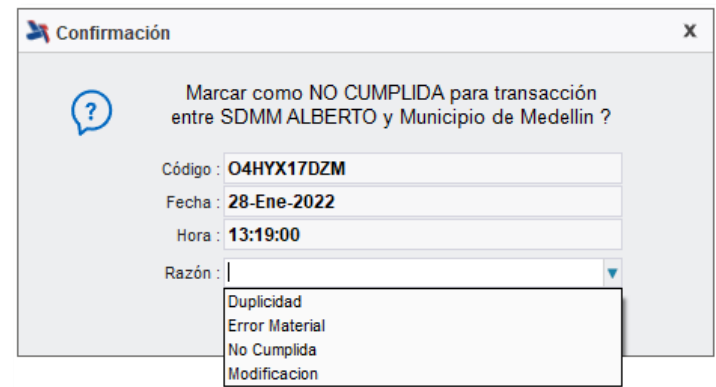 Confirmación
x
Marcar como NO CUMPLIDA para transacción
entre SDMM ALBERTO y Municipio de Medellin ?
Código : O4HYX17DZM
Fecha : 28-Ene-2022
Hora : 13:19:00
Razón :
Duplicidad
Error Material
No Cumplida
Modificacion